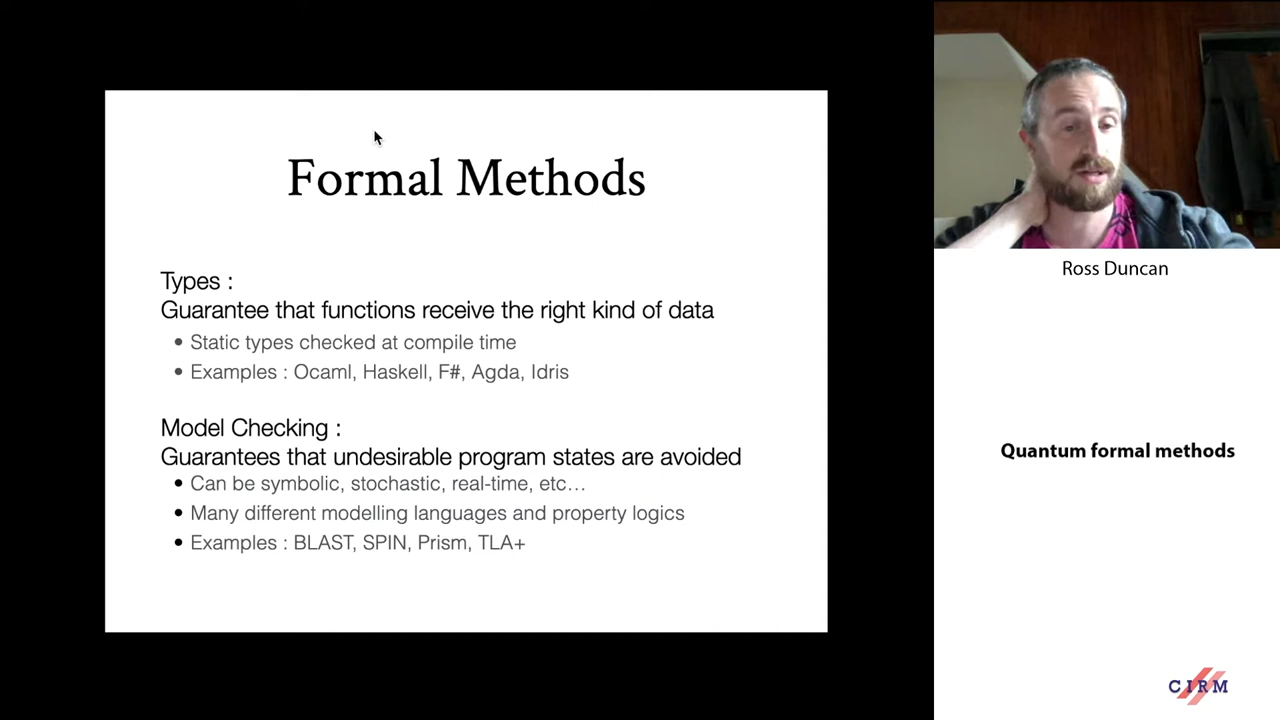 Formal Methods
Types :
Guarantee that functions receive the right kind of data
• Static types checked at compile time
• Examples : Ocaml, Haskell, F#, Agda, Idris
Model Checking :
Guarantees that undesirable program states are avoided
• Can be symbolic, stochastic, real-time, etc…
• Many different modelling languages and property logics
• Examples : BLAST, SPIN, Prism, TLA+
Ross Duncan
Quantum formal methods
CIRM